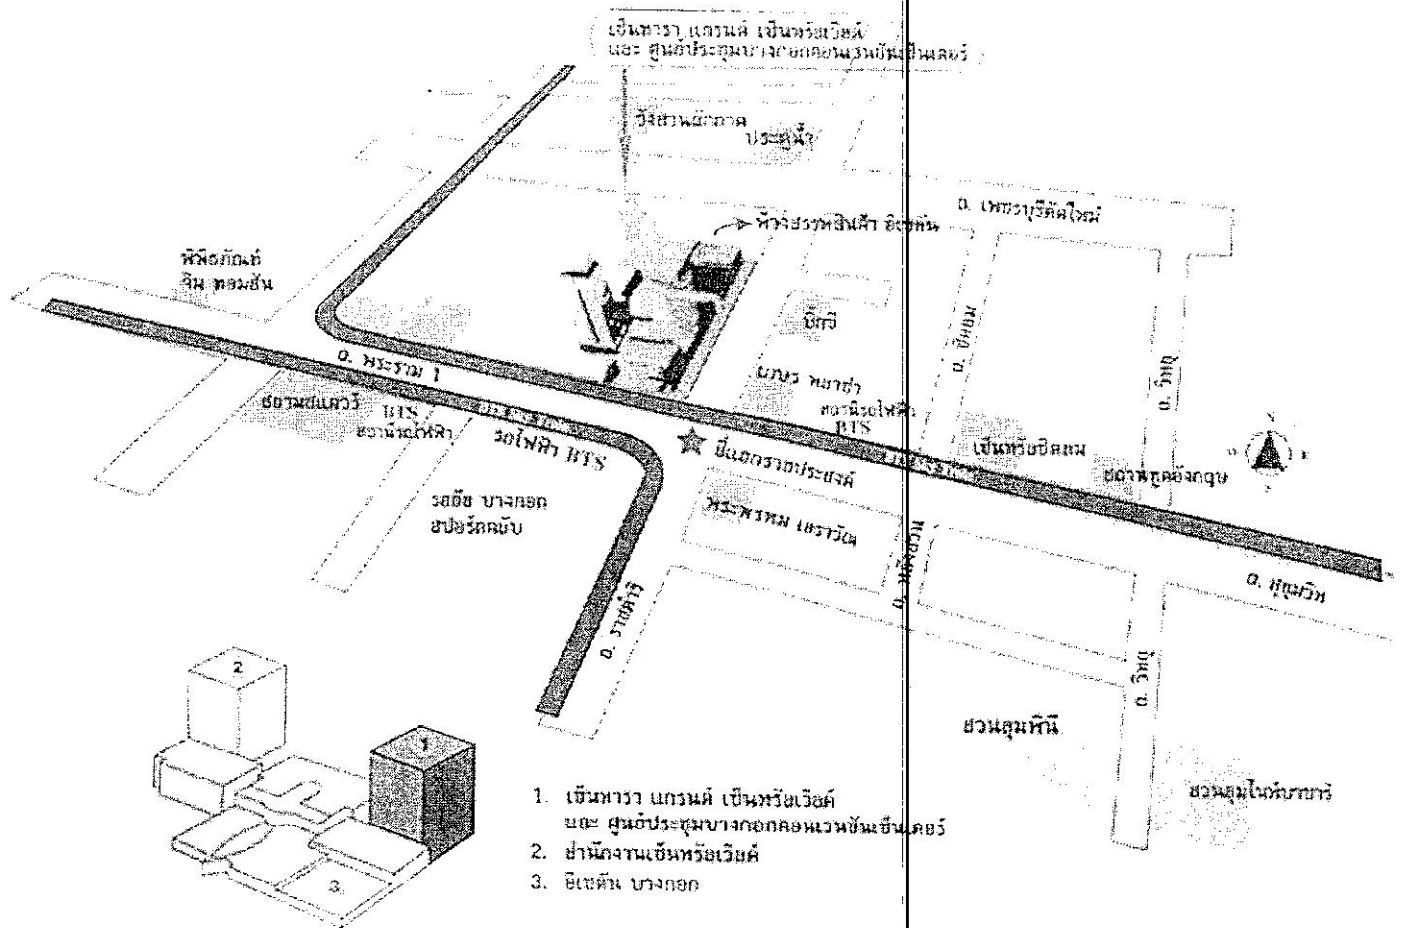 เซ็นทารา แกรนด์ เซ็นทรัลเวิลด์
และ ศูนย์ประชุมบางกอกคอนเวนชันเซ็นเตอร์
วังสวนผักกาด
ประตูน้ำ
ถ. เพชรบุรีตัดใหม่
ห้างสรรพสินค้า อิเซตัน
พิพิธภัณฑ์
จิม ทอมสัน
บิ๊กซี
ถ. ชิดลม
ถ. วิทยุ
ถ. พระราม 1
เกษร พลาซ่า
สถานีรถไฟฟ้า
BTS
สยามสแควร์
BTS
สถานีรถไฟฟ้า
รถไฟฟ้า BTS
สี่แยกราชประสงค์
เซ็นทรัลชิดลม
สถานทูตอังกฤษ
รอยัล บางกอก
สปอร์ตคลับ
พระพรหม เอราวัณ
ถ. หลังสวน
ถ. สุขุมวิท
ถ. ราชดำริ
ถ. วิทยุ
สวนลุมพินี
สวนลุมไนท์บาซาร์
2
1
3
1. เซ็นทารา แกรนด์ เซ็นทรัลเวิลด์
และ ศูนย์ประชุมบางกอกคอนเวนชันเซ็นเตอร์
2. สำนักงานเซ็นทรัลเวิลด์
3. อิเซตัน บางกอก